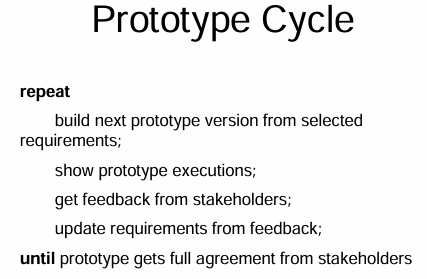 Prototype Cycle
repeat
build next prototype version from selected
requirements;
show prototype executions;
get feedback from stakeholders;
update requirements from feedback;
until prototype gets full agreement from stakeholders